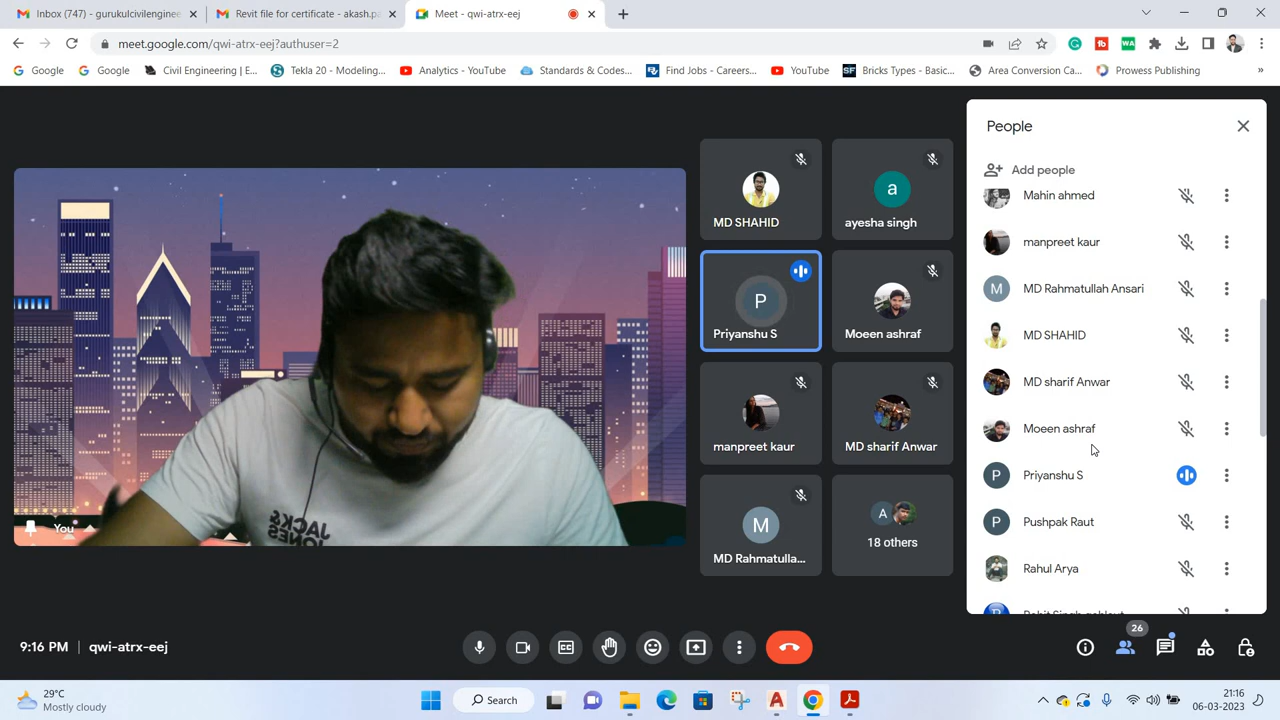 Inbox (747) - gurukulcivilengine
Revit file for certificate - akash.pa
Meet - qwi-atrx-eej
meet.google.com/qwi-atrx-eej?authuser=2
Google
Google
Civil Engineering | E...
Tekla 20 - Modeling...
Analytics - YouTube
Standards & Codes...
Find Jobs - Careers...
YouTube
Bricks Types - Basic...
Area Conversion Ca...
Prowess Publishing
MD SHAHID
a
ayesha singh
P
Priyanshu S
Moeen ashraf
manpreet kaur
MD sharif Anwar
M
MD Rahmatulla...
A
18 others
You
People
Add people
Mahin ahmed
manpreet kaur
M
MD Rahmatullah Ansari
MD SHAHID
MD sharif Anwar
Moeen ashraf
P
Priyanshu S
P
Pushpak Raut
Rahul Arya
9:16 PM
qwi-atrx-eej
26
29°C
Mostly cloudy
Search
21:16
06-03-2023